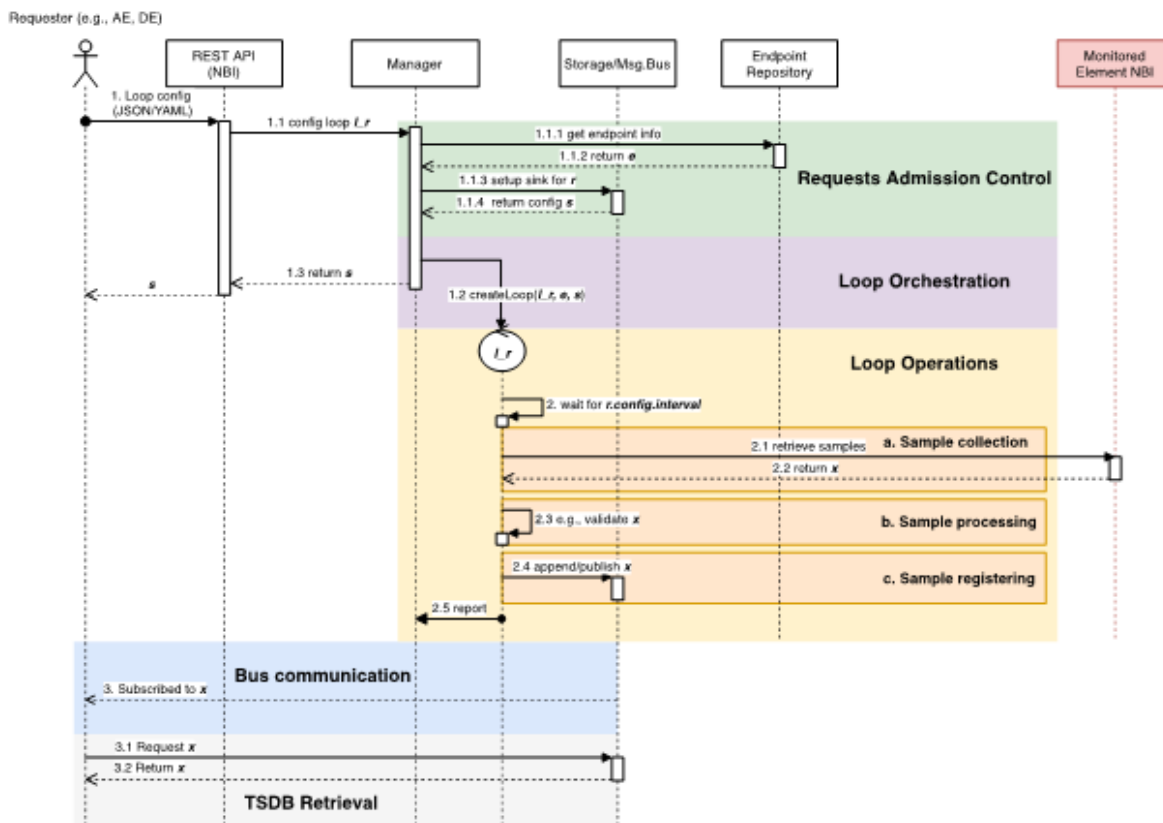 Requester (e.g., AE, DE)
REST API
(NBI)
Manager
Storage/Msg.Bus
Endpoint
Repository
Monitored
Element NBI
1. Loop config
(JSON/YAML)
1.1 config loop l_r
1.1.1 get endpoint info
1.1.2 return e
Requests Admission Control
1.1.3 setup sink for r
1.1.4 return config s
1.3 return s
s
Loop Orchestration
1.2 createLoop(l_r, e, s)
l_r
Loop Operations
2. wait for r.config.interval
a. Sample collection
2.1 retrieve samples
2.2 return x
2.3 e.g., validate x
b. Sample processing
2.4 append/publish x
c. Sample registering
2.5 report
Bus communication
3. Subscribed to x
3.1 Request x
3.2 Return x
TSDB Retrieval